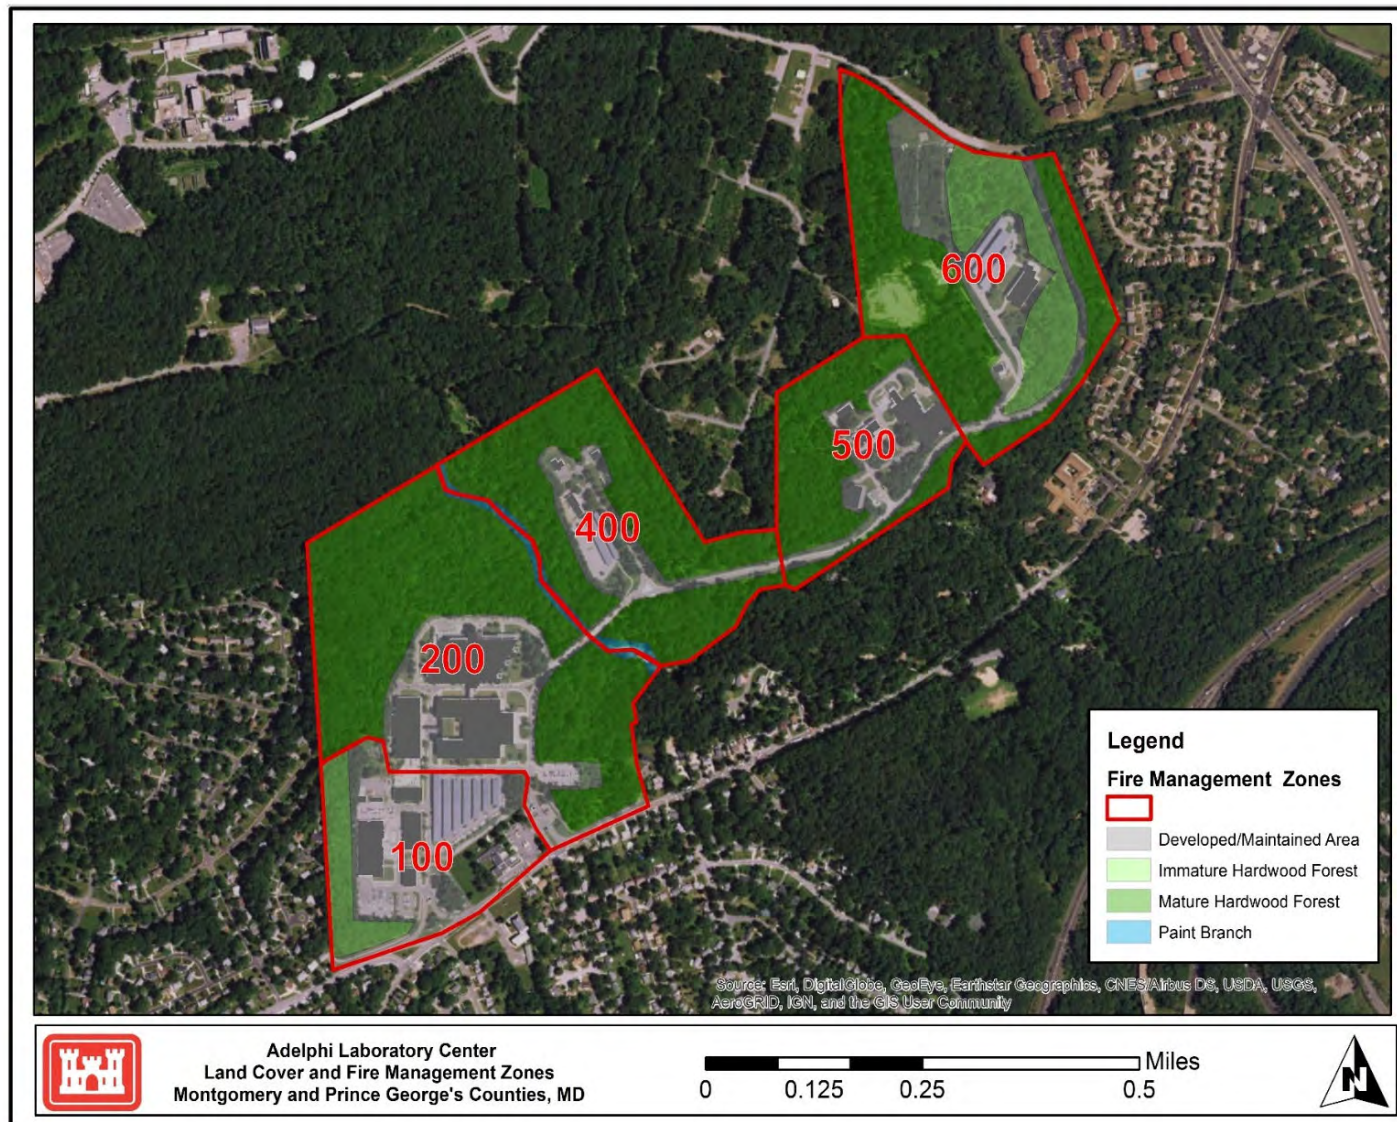 600
500
400
200
100
Legend
Fire Management Zones
Developed/Maintained Area
Immature Hardwood Forest
Mature Hardwood Forest
Paint Branch
Source: Esri, DigitalGlobe, GeoEye, Earthstar Geographics, CNES/Airbus DS, USDA, USGS,
AeroGRID, IGN, and the GIS User Community
Adelphi Laboratory Center
Land Cover and Fire Management Zones
Montgomery and Prince George's Counties, MD
Miles
0 0.125 0.25 0.5
N